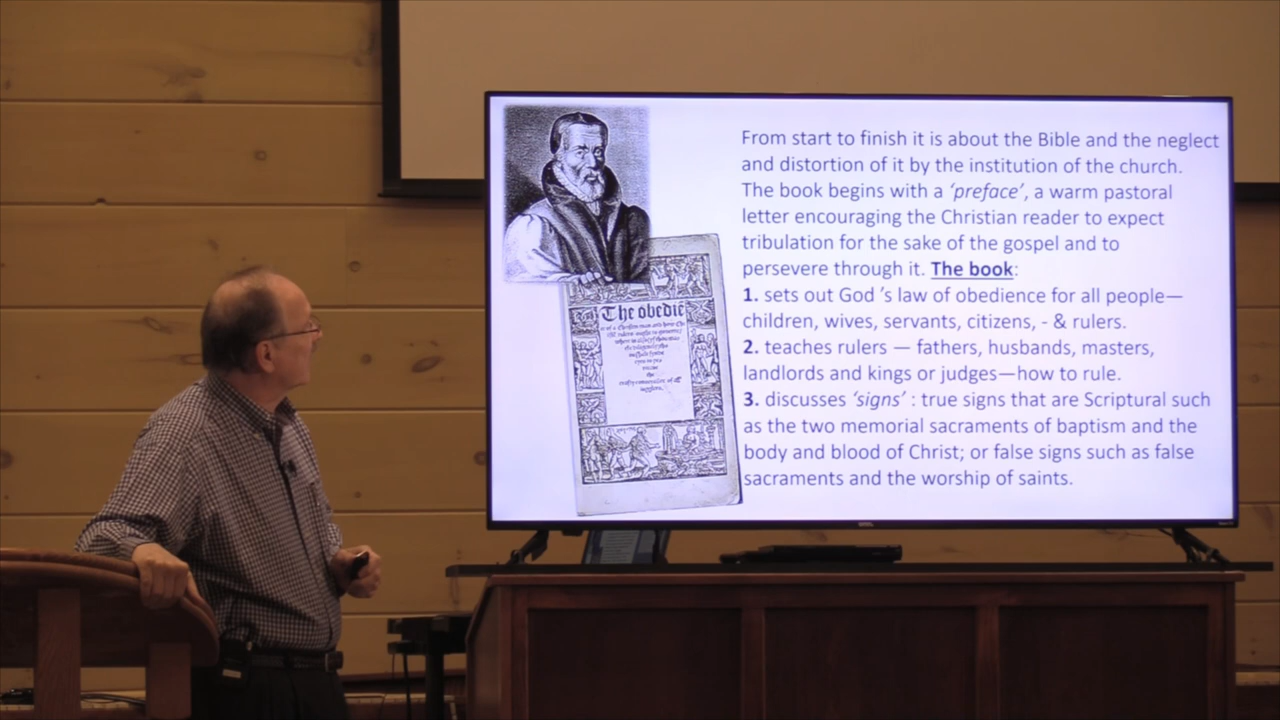 From start to finish it is about the Bible and the neglect
and distortion of it by the institution of the church.
The book begins with a ‘preface’, a warm pastoral
letter encouraging the Christian reader to expect
tribulation for the sake of the gospel and to
persevere through it. The book:
1. sets out God ’s law of obedience for all people—
children, wives, servants, citizens, - & rulers.
2. teaches rulers — fathers, husbands, masters,
landlords and kings or judges—how to rule.
3. discusses ‘signs’ : true signs that are Scriptural such
as the two memorial sacraments of baptism and the
body and blood of Christ; or false signs such as false
sacraments and the worship of saints.
The obedie